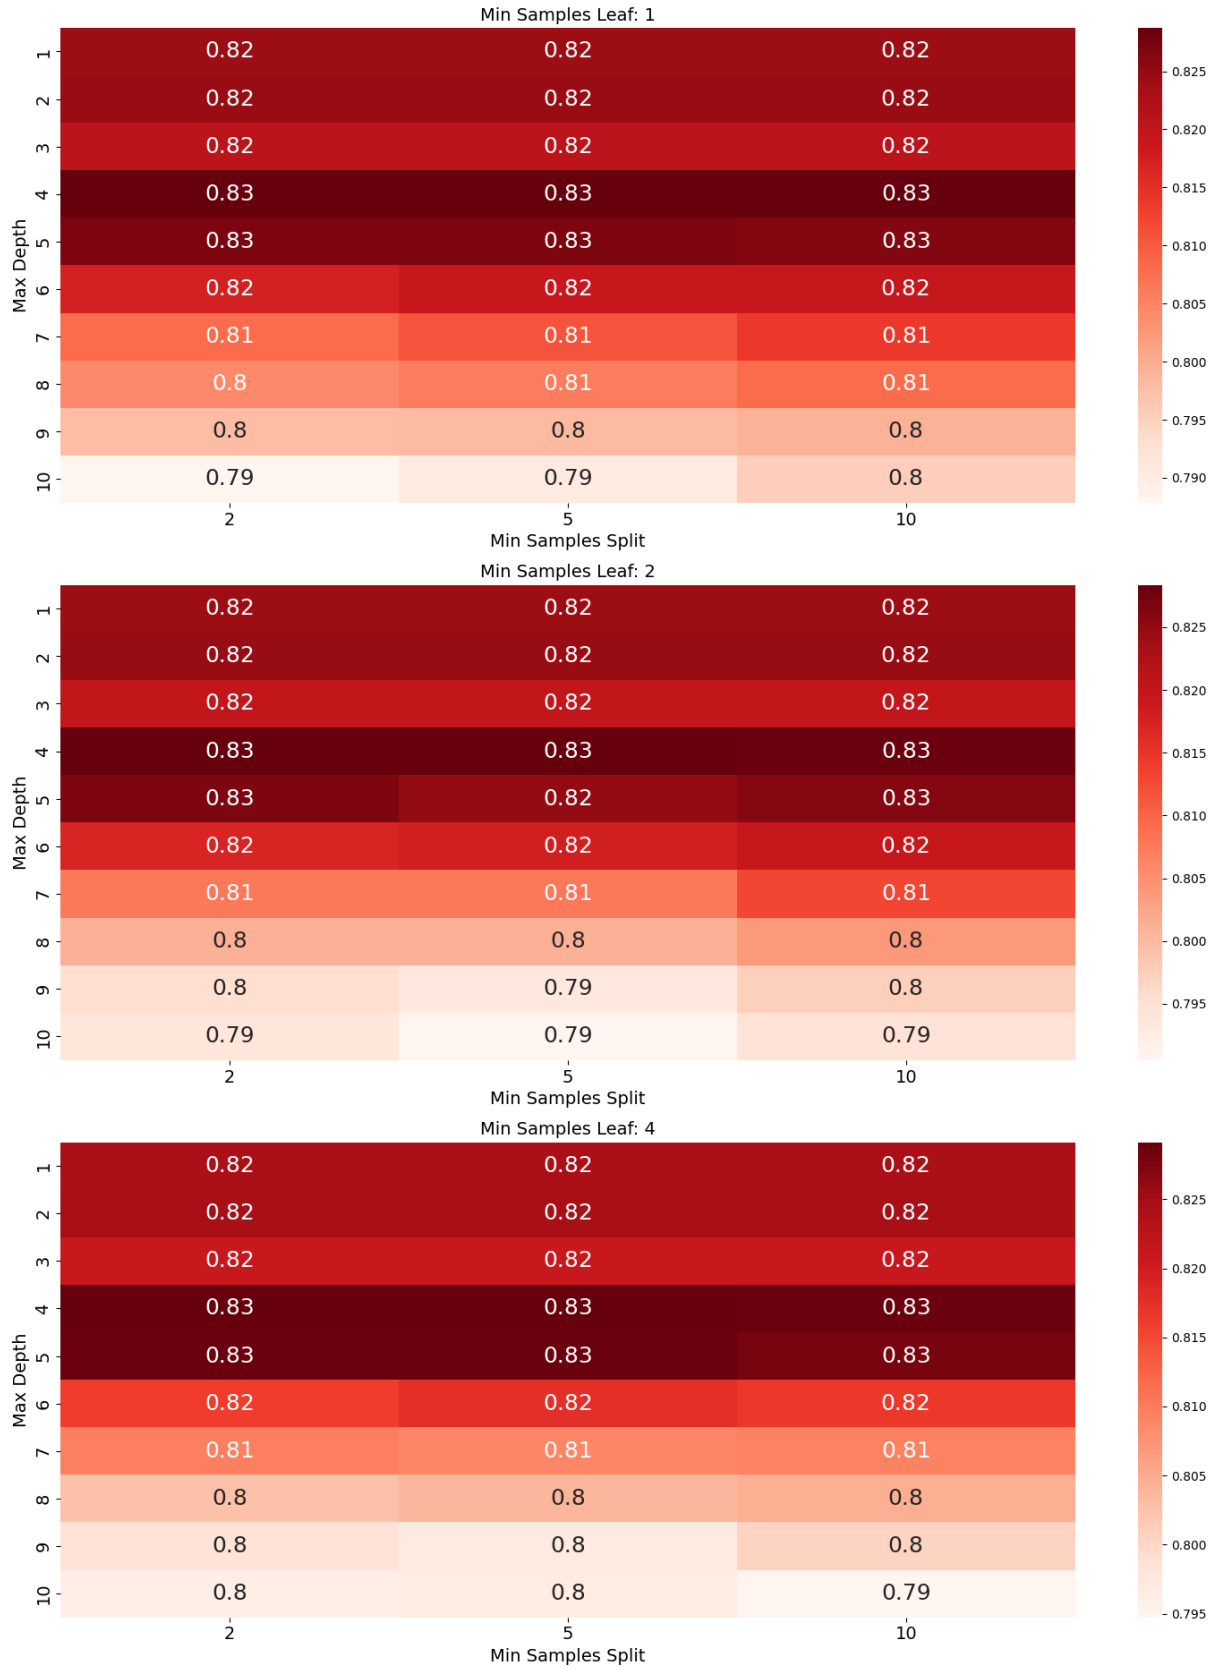 Min Samples Leaf: 1
Max Depth
1 0.82 0.82 0.82
2 0.82 0.82 0.82
3 0.82 0.82 0.82
4 0.83 0.83 0.83
5 0.83 0.83 0.83
6 0.82 0.82 0.82
7 0.81 0.81 0.81
8 0.8 0.81 0.81
9 0.8 0.8 0.8
10 0.79 0.79 0.8
2 5 10
Min Samples Split
0.825
0.820
0.815
0.810
0.805
0.800
0.795
0.790
Min Samples Leaf: 2
Max Depth
1 0.82 0.82 0.82
2 0.82 0.82 0.82
3 0.82 0.82 0.82
4 0.83 0.83 0.83
5 0.83 0.82 0.83
6 0.82 0.82 0.82
7 0.81 0.81 0.81
8 0.8 0.8 0.8
9 0.8 0.79 0.8
10 0.79 0.79 0.79
2 5 10
Min Samples Split
0.825
0.820
0.815
0.810
0.805
0.800
0.795
Min Samples Leaf: 4
Max Depth
1 0.82 0.82 0.82
2 0.82 0.82 0.82
3 0.82 0.82 0.82
4 0.83 0.83 0.83
5 0.83 0.83 0.83
6 0.82 0.82 0.82
7 0.81 0.81 0.81
8 0.8 0.8 0.8
9 0.8 0.8 0.8
10 0.8 0.8 0.79
2 5 10
Min Samples Split
0.825
0.820
0.815
0.810
0.805
0.800
0.795